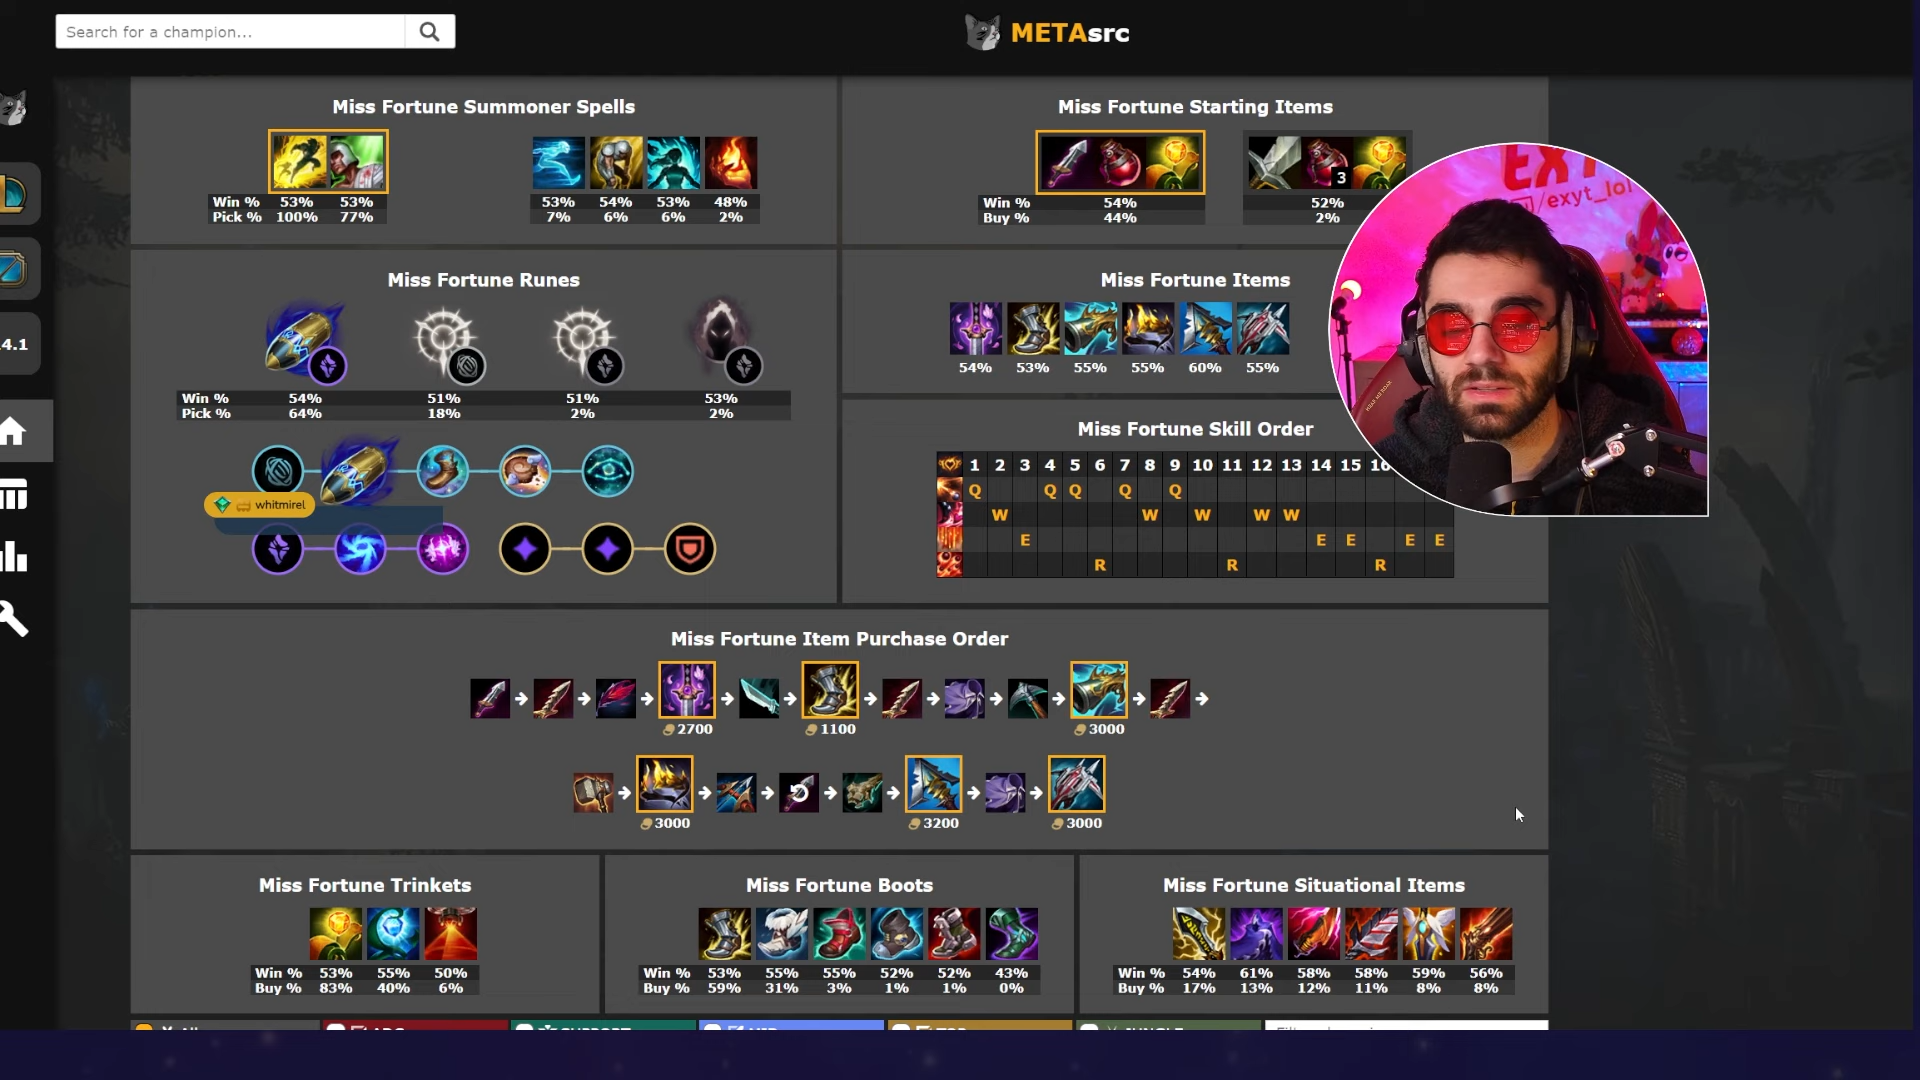 Search for a champion...
METAsrc
Miss Fortune Summoner Spells
Win % 53% 53% 53% 54% 53% 48%
Pick % 100% 77% 7% 6% 6% 2%
Miss Fortune Starting Items
3
Win % 54% 52%
Buy % 44% 2%
EXY
/exyt_lol
4.1
Miss Fortune Runes
Win % 54% 51% 51% 53%
Pick % 64% 18% 2% 2%
whitmirel
Miss Fortune Items
54% 53% 55% 55% 60% 55%
Miss Fortune Skill Order
1 2 3 4 5 6 7 8 9 10 11 12 13 14 15 16
Q Q Q Q Q
W W W W W
E E E E E
R R R
Miss Fortune Item Purchase Order
2700 1100 3000
3000 3200 3000
Miss Fortune Trinkets
Win % 53% 55% 50%
Buy % 83% 40% 6%
Miss Fortune Boots
Win % 53% 55% 55% 52% 52% 43%
Buy % 59% 31% 3% 1% 1% 0%
Miss Fortune Situational Items
Win % 54% 61% 58% 58% 59% 56%
Buy % 17% 13% 12% 11% 8% 8%